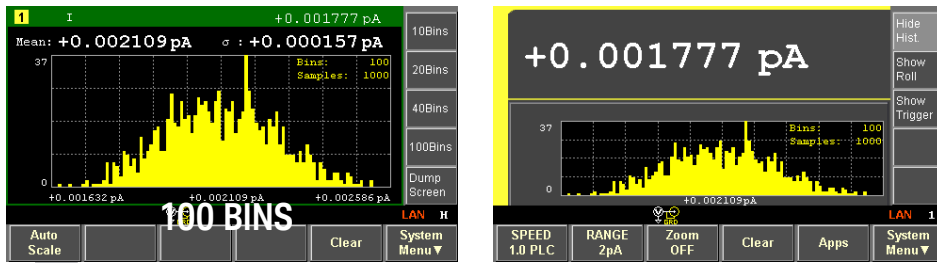 1 I +0.001777 pA
Mean: +0.002109 pA σ : +0.000157 pA
37
Bins: 100
Samples: 1000
0
+0.001632 pA +0.002109 pA +0.002586 pA
10Bins
20Bins
40Bins
100Bins
Dump
Screen
GRD
LAN H
100 BINS
Auto
Scale
Clear
System
Menu▼
+0.001777 pA
37
Bins: 100
Samples: 1000
0
+0.002109pA
Hide
Hist.
Show
Roll
Show
Trigger
GRD
LAN 1
SPEED
1.0 PLC
RANGE
2pA
Zoom
OFF
Clear
Apps
System
Menu▼